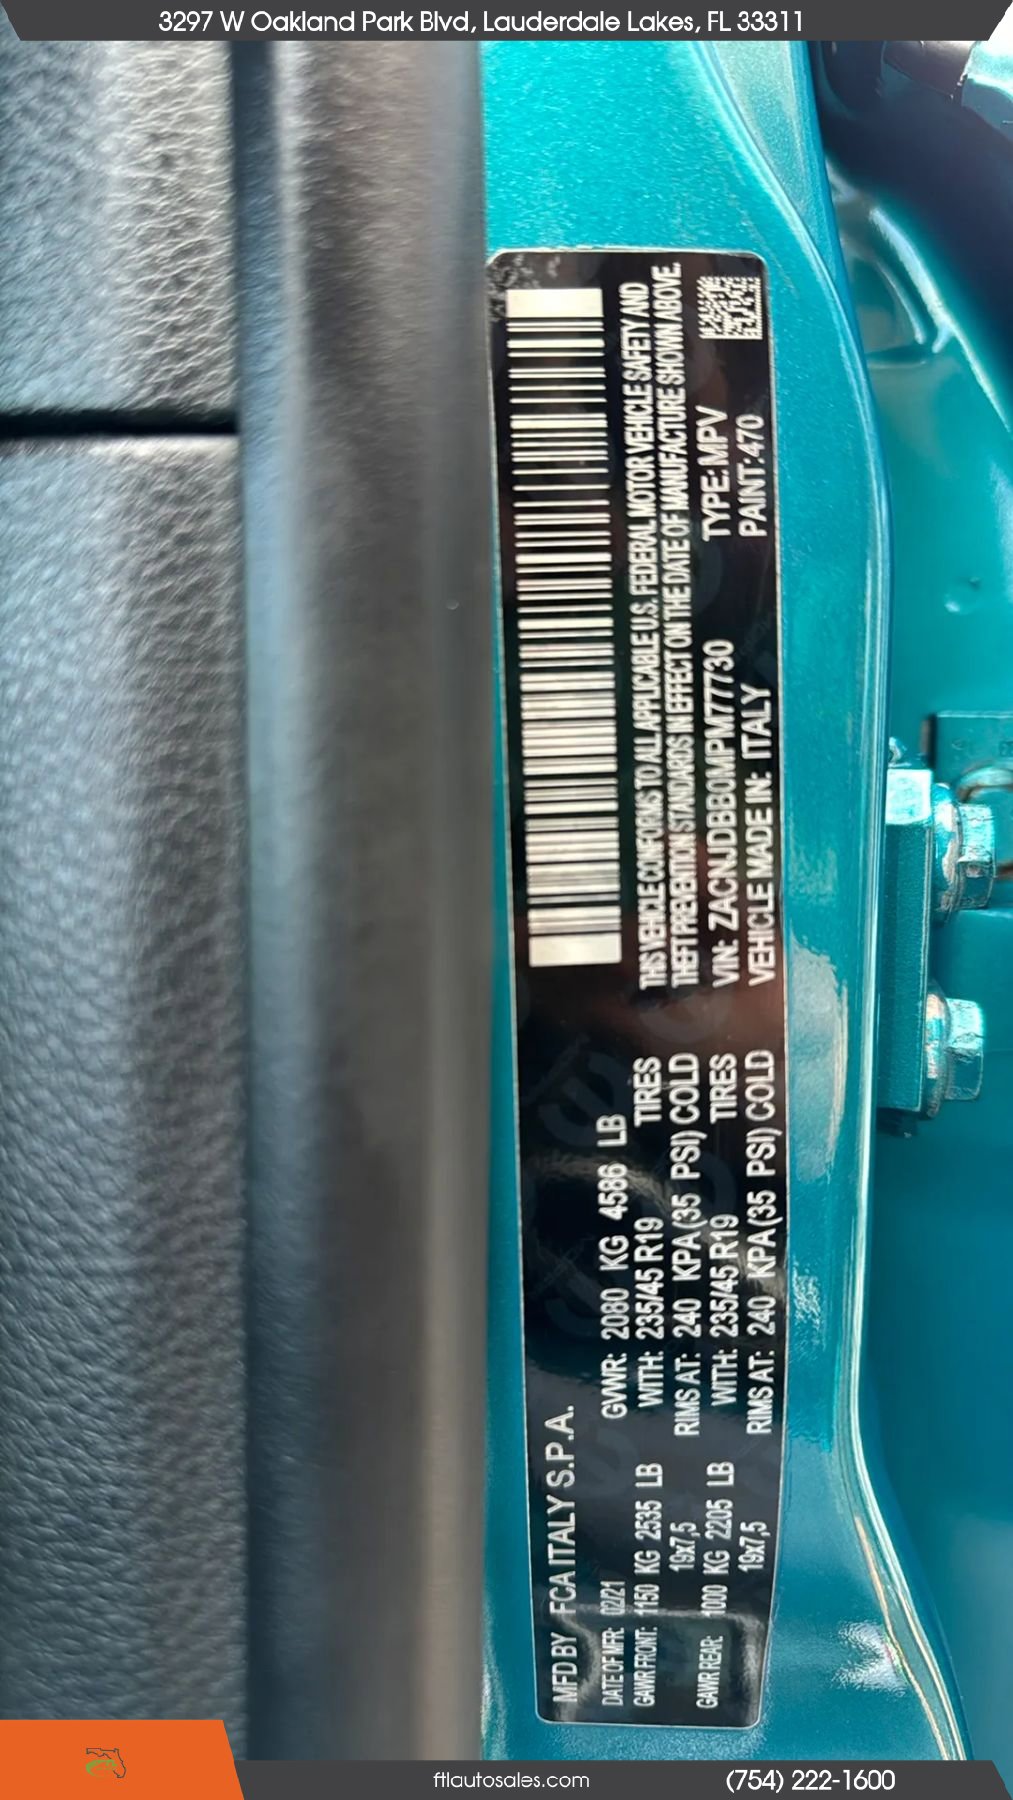 3297 W Oakland Park Blvd, Lauderdale Lakes, FL 33311
MFD BY FCA ITALY S.P.A.
DATE OF MFR: 02/21 GVWR: 2080 KG 4586 LB
GAWR FRONT: 1150 KG 2535 LB WITH: 235/45 R19 TIRES
19x7,5 RIMS AT: 240 KPA(35 PSI) COLD
GAWR REAR: 1000 KG 2205 LB WITH: 235/45 R19 TIRES
19x7,5 RIMS AT: 240 KPA(35 PSI) COLD
THIS VEHICLE CONFORMS TO ALL APPLICABLE U.S. FEDERAL MOTOR VEHICLE SAFETY AND
THEFT PREVENTION STANDARDS IN EFFECT ON THE DATE OF MANUFACTURE SHOWN ABOVE.
VIN: ZACNJDBB0MPM77730 TYPE: MPV
VEHICLE MADE IN: ITALY PAINT: 470
ftlautosales.com (754) 222-1600